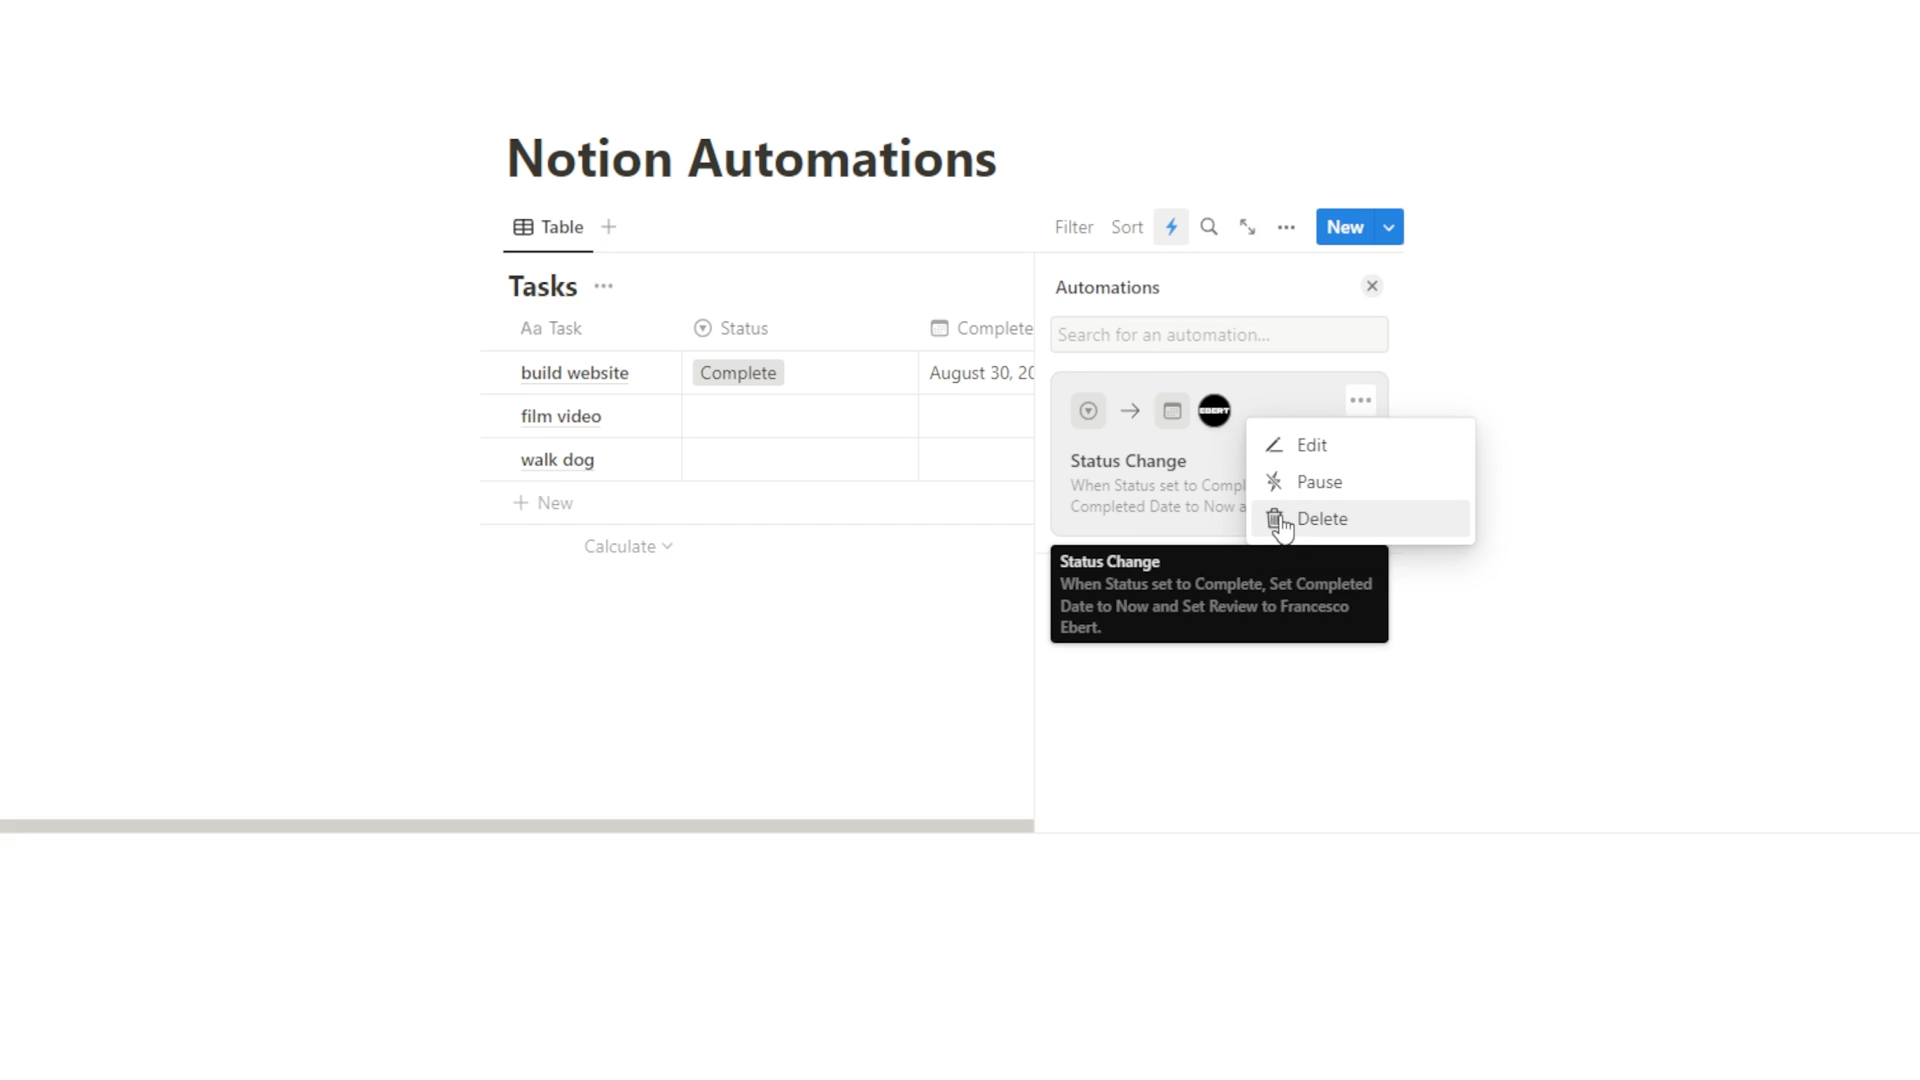 Notion Automations
Table
Filter Sort New
Tasks
Automations
Aa Task Status Complete
Search for an automation...
build website Complete August 30, 20
film video
EBERT
Edit
walk dog
Status Change
When Status set to Compl
Pause
Completed Date to Now a
New
Delete
Calculate
Status Change
When Status set to Complete, Set Completed
Date to Now and Set Review to Francesco
Ebert.